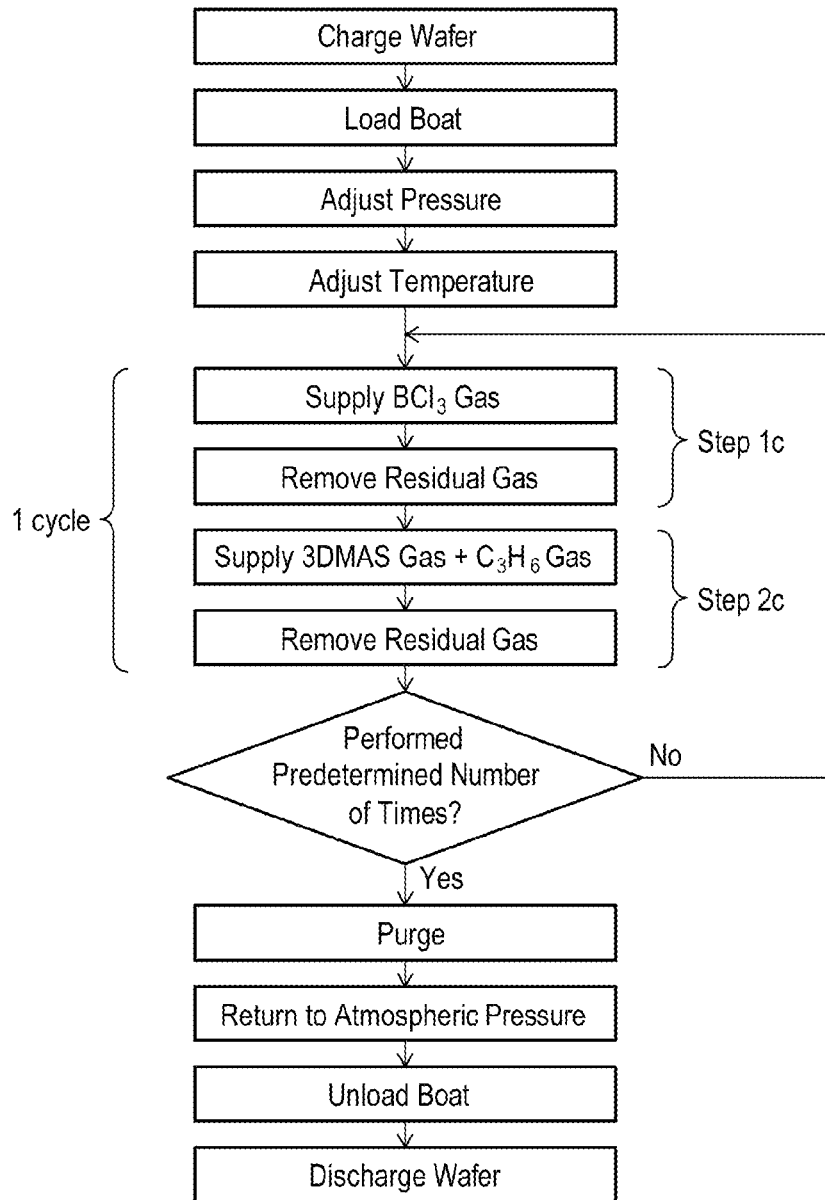 Charge Wafer
Load Boat
Adjust Pressure
Adjust Temperature
Supply BCl₃ Gas
Step 1c
Remove Residual Gas
1 cycle
Supply 3DMAS Gas + C₃H₆ Gas
Step 2c
Remove Residual Gas
Performed
Predetermined Number
of Times?
No
Yes
Purge
Return to Atmospheric Pressure
Unload Boat
Discharge Wafer